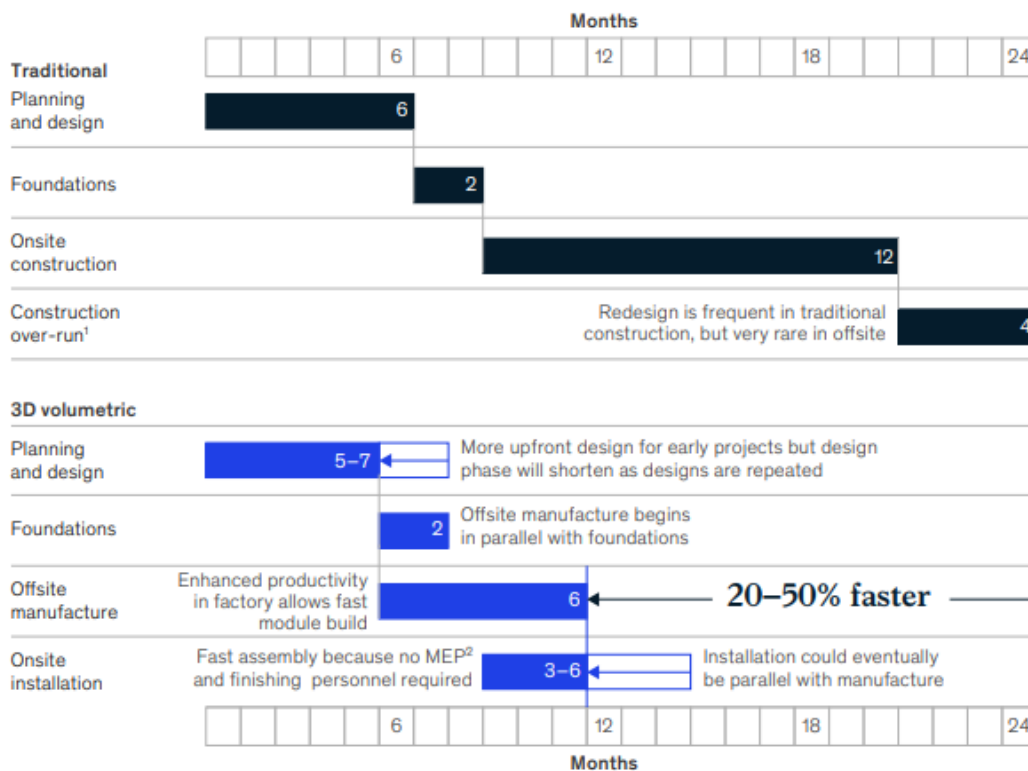 Months
6 12 18 24
Traditional
Planning
and design
6
Foundations
2
Onsite
construction
12
Construction
over-run¹
Redesign is frequent in traditional
construction, but very rare in offsite
4
3D volumetric
Planning
and design
5–7
More upfront design for early projects but design
phase will shorten as designs are repeated
Foundations
2
Offsite manufacture begins
in parallel with foundations
Offsite
manufacture
Enhanced productivity
in factory allows fast
module build
6
20–50% faster
Onsite
installation
Fast assembly because no MEP²
and finishing personnel required
3–6
Installation could eventually
be parallel with manufacture
6 12 18 24
Months